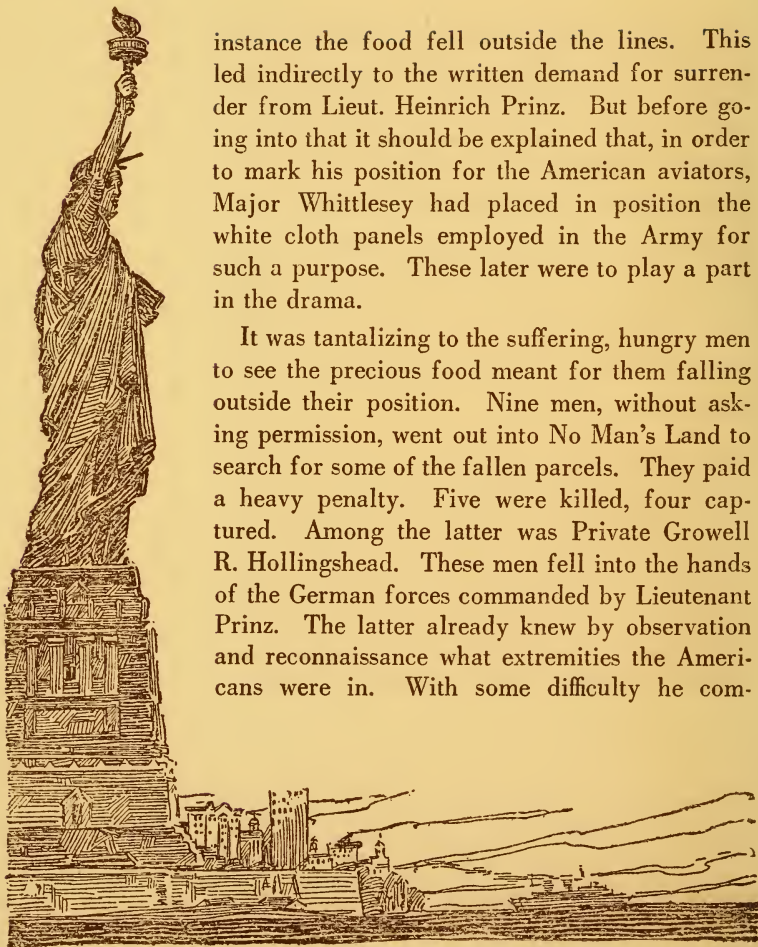 instance the food fell outside the lines. This
led indirectly to the written demand for surren-
der from Lieut. Heinrich Prinz. But before go-
ing into that it should be explained that, in order
to mark his position for the American aviators,
Major Whittlesey had placed in position the
white cloth panels employed in the Army for
such a purpose. These later were to play a part
in the drama.
It was tantalizing to the suffering, hungry men
to see the precious food meant for them falling
outside their position. Nine men, without ask-
ing permission, went out into No Man's Land to
search for some of the fallen parcels. They paid
a heavy penalty. Five were killed, four cap-
tured. Among the latter was Private Growell
R. Hollingshead. These men fell into the hands
of the German forces commanded by Lieutenant
Prinz. The latter already knew by observation
and reconnaissance what extremities the Ameri-
cans were in. With some difficulty he com-